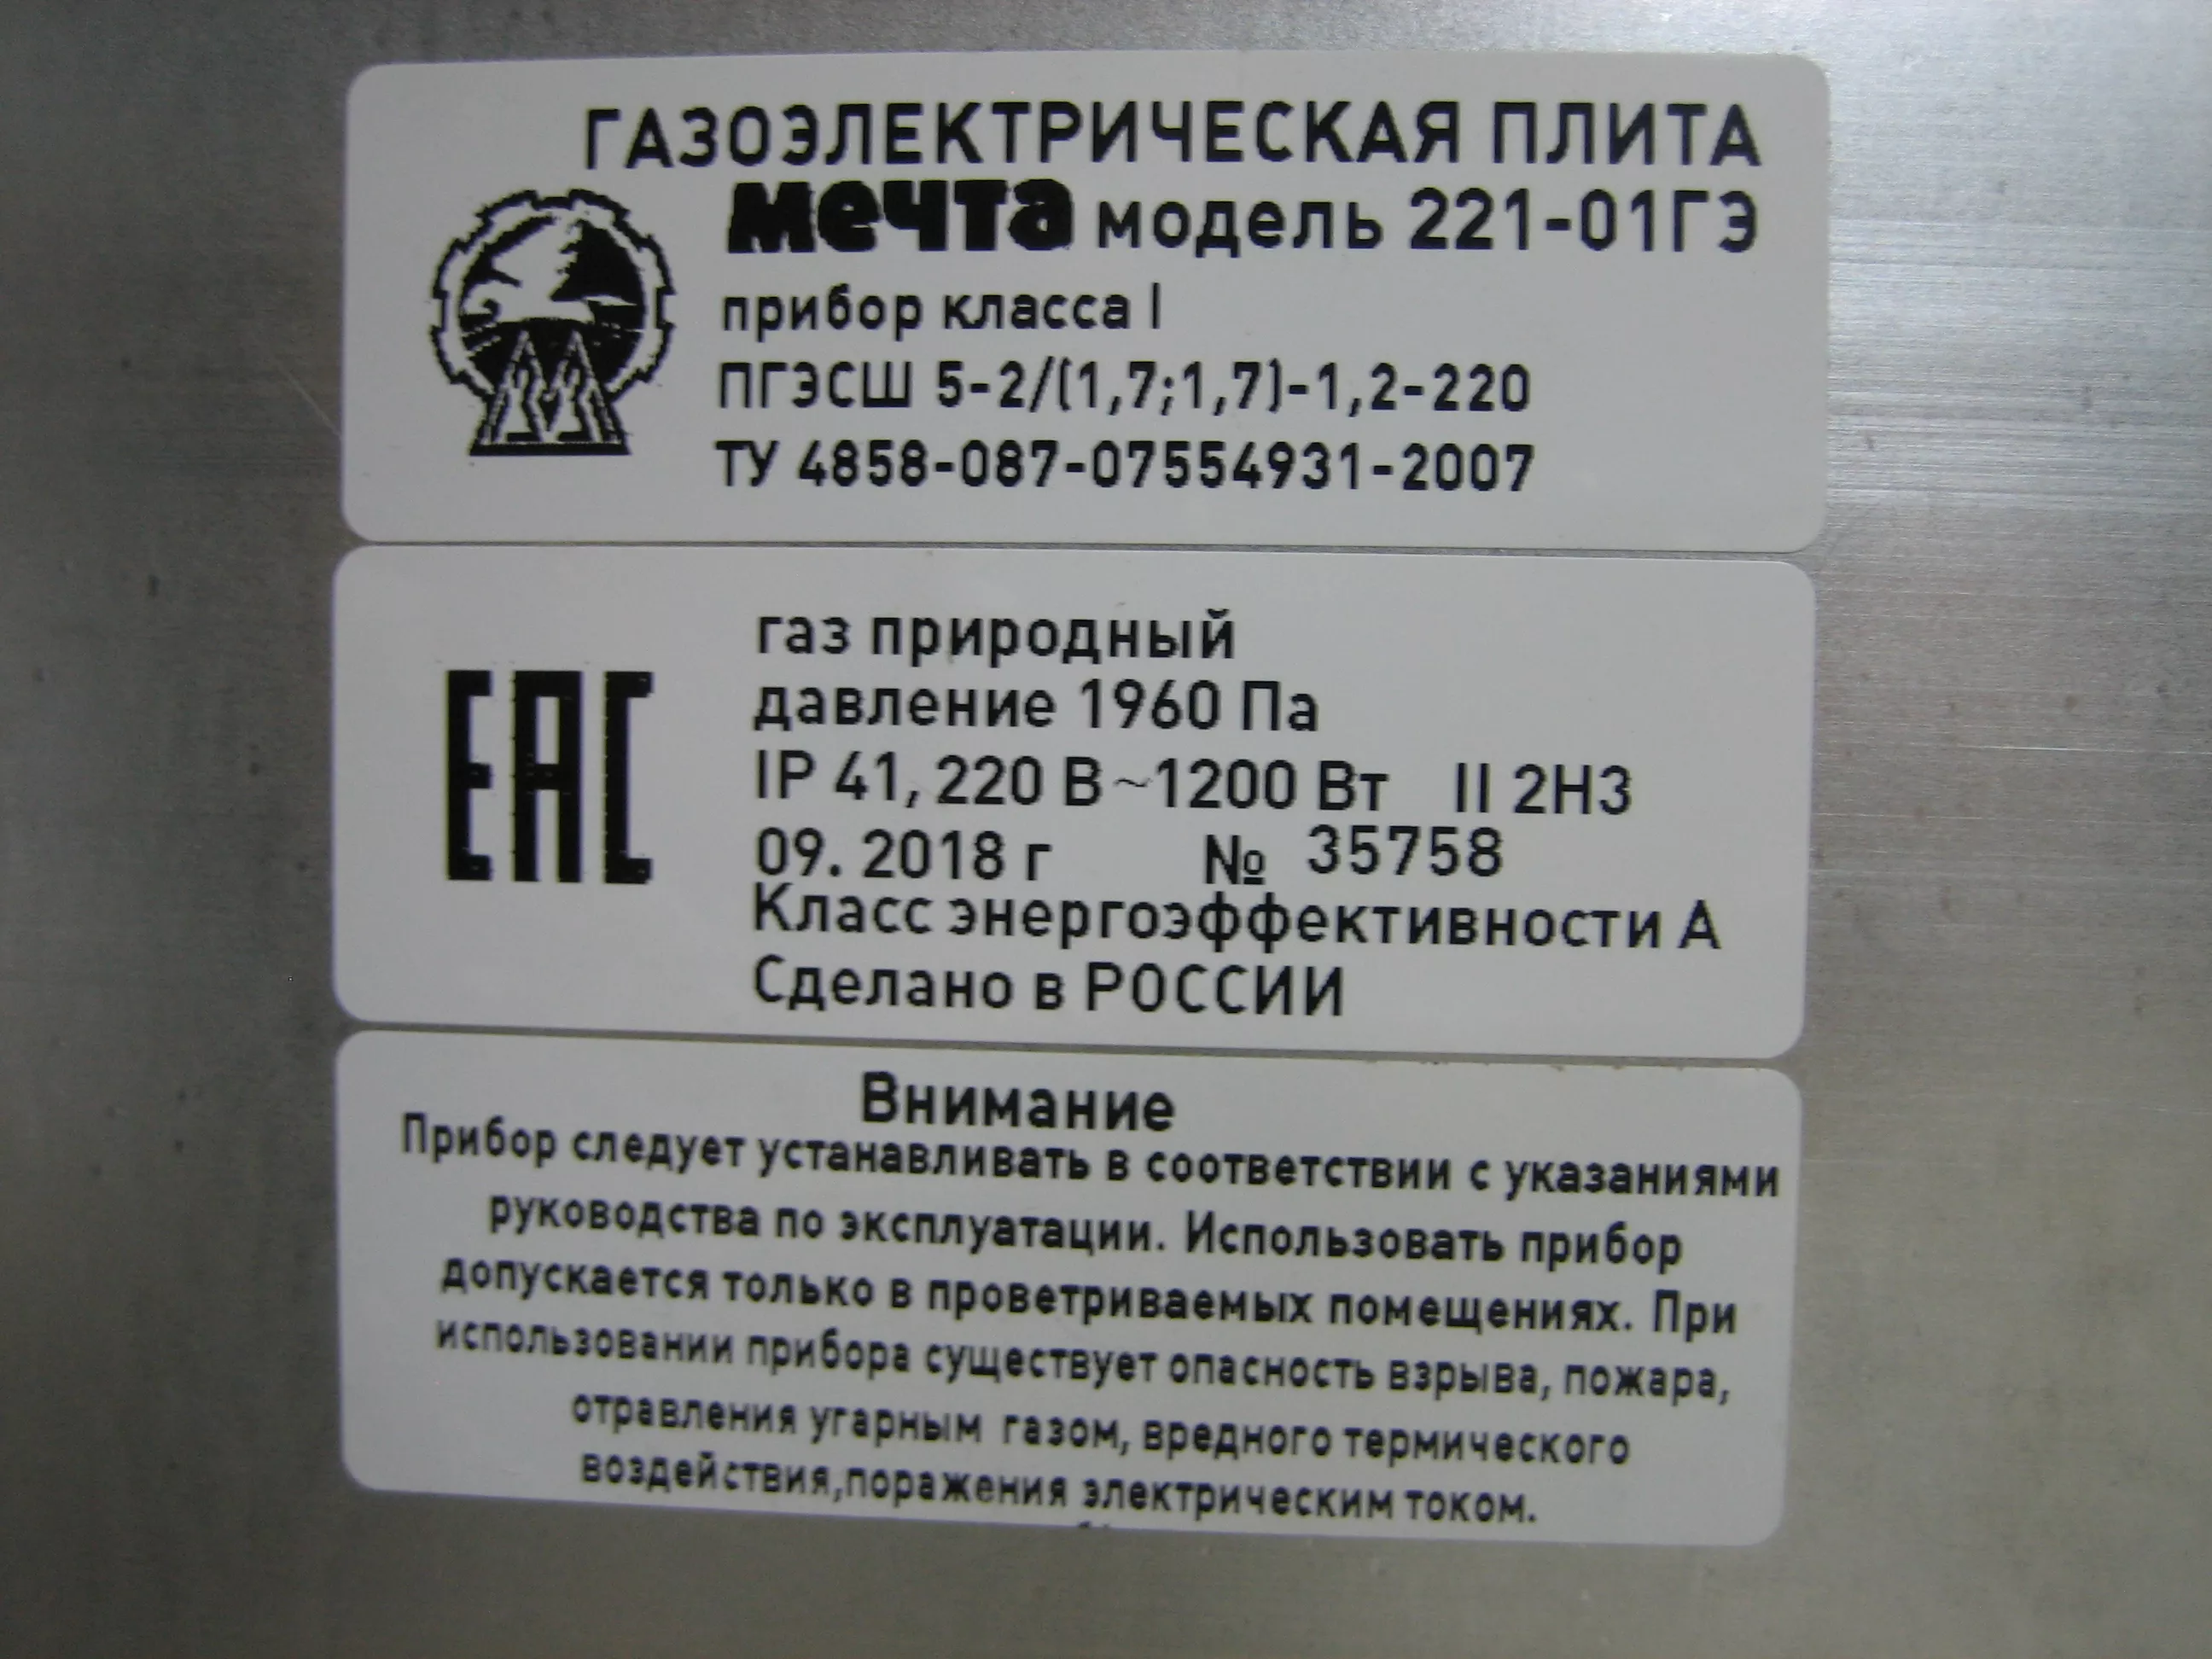 ГАЗОЭЛЕКТРИЧЕСКАЯ ПЛИТА
мечта модель 221-01ГЭ
прибор класса I
ПГЭСШ 5-2/(1,7;1,7)-1,2-220
ТУ 4858-087-07554931-2007
ЕАС
газ природный
давление 1960 Па
IP 41, 220 В ~1200 Вт II 2Н3
09. 2018 г № 35758
Класс энергоэффективности А
Сделано в РОССИИ
Внимание
Прибор следует устанавливать в соответствии с указаниями
руководства по эксплуатации. Использовать прибор
допускается только в проветриваемых помещениях. При
использовании прибора существует опасность взрыва, пожара,
отравления угарным газом, вредного термического
воздействия,поражения электрическим током.